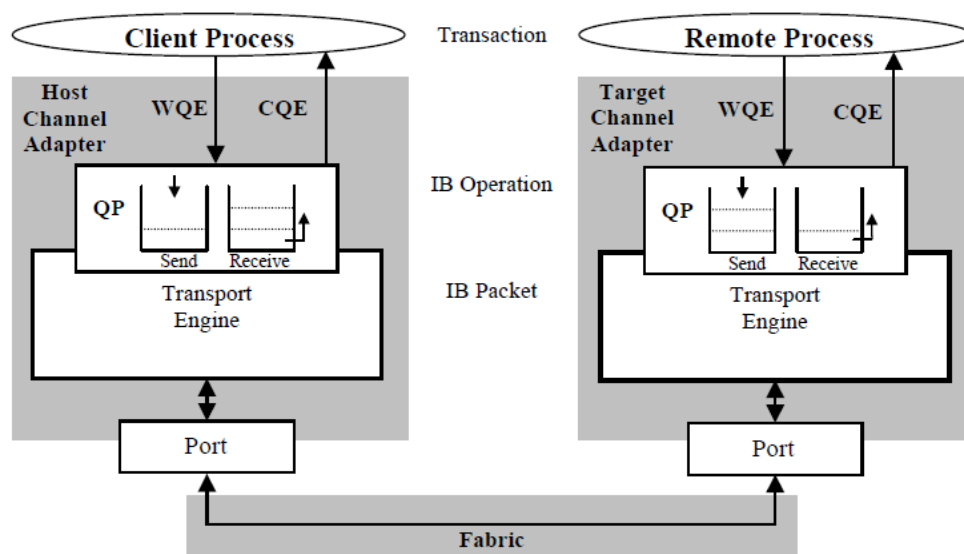 Client Process
Transaction
Remote Process
Host
Channel
Adapter
WQE
CQE
Target
Channel
Adapter
WQE
CQE
IB Operation
QP
Send
Receive
QP
Send
Receive
Transport
Engine
IB Packet
Transport
Engine
Port
Port
Fabric